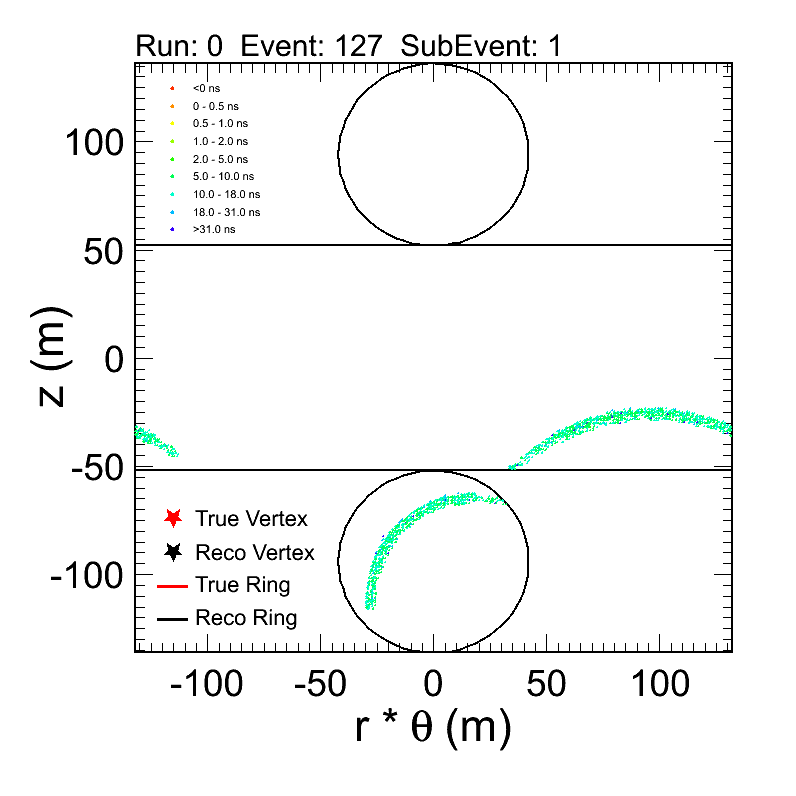 Run: 0  Event: 127  SubEvent: 1
<0 ns
0 - 0.5 ns
0.5 - 1.0 ns
1.0 - 2.0 ns
2.0 - 5.0 ns
5.0 - 10.0 ns
10.0 - 18.0 ns
18.0 - 31.0 ns
>31.0 ns
100
50
0
-50
-100
z (m)
True Vertex
Reco Vertex
True Ring
Reco Ring
-100 -50 0 50 100
r * θ (m)